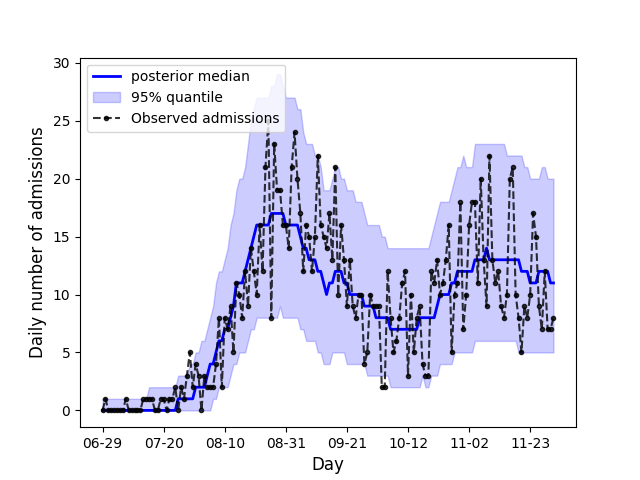 30
25
20
15
10
5
0
Daily number of admissions
posterior median
95% quantile
Observed admissions
06-29 07-20 08-10 08-31 09-21 10-12 11-02 11-23
Day